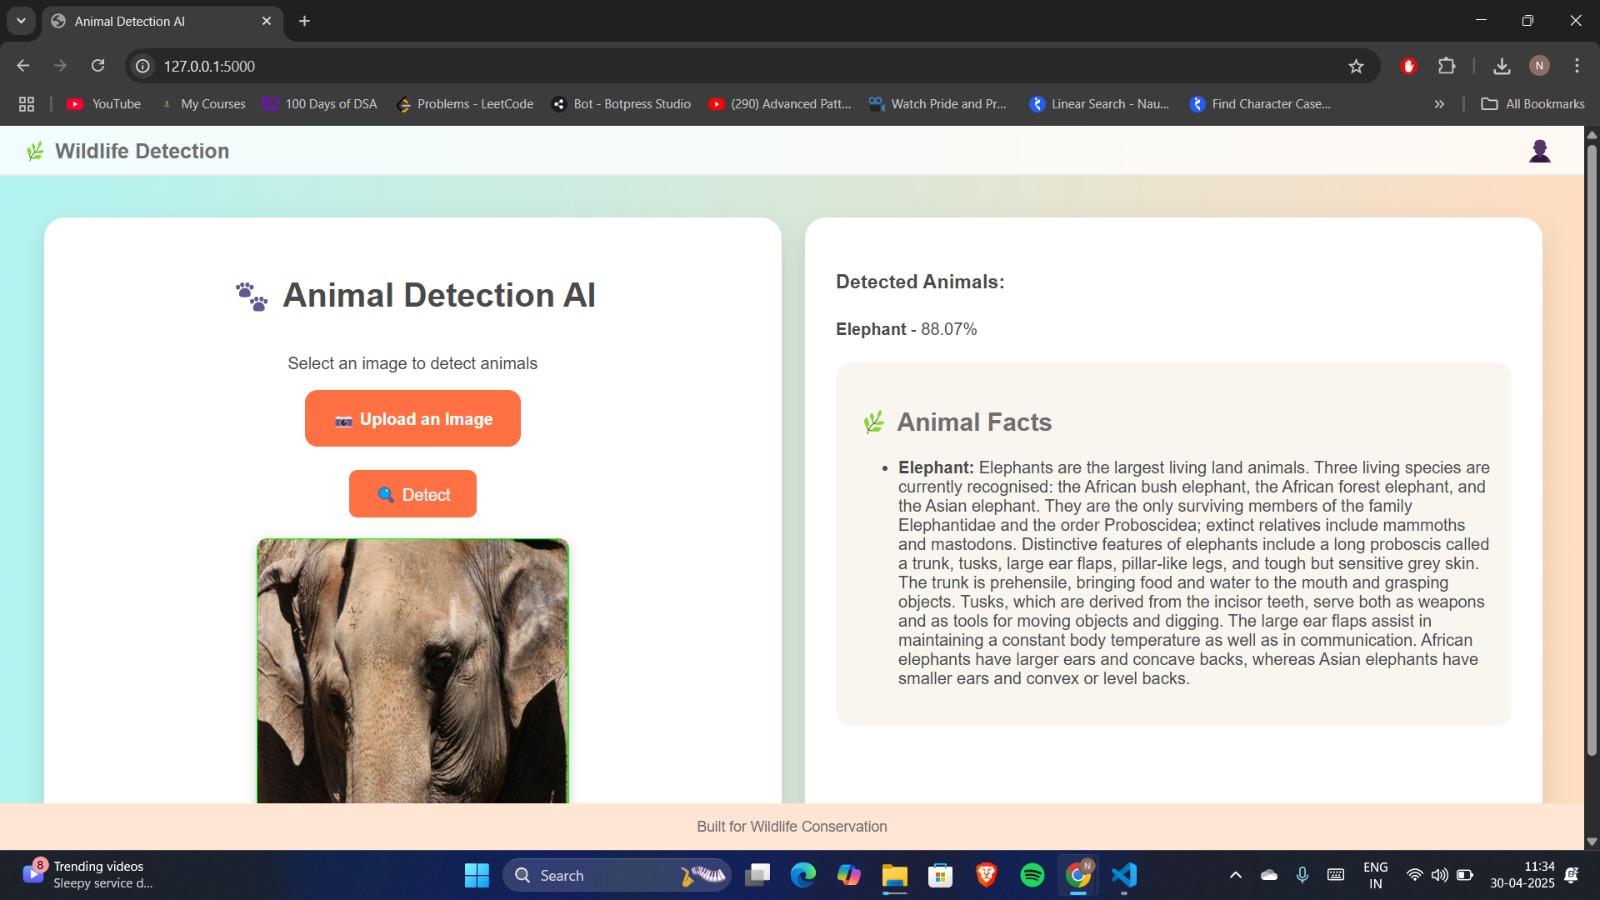 Animal Detection AI
127.0.0.1:5000
N
YouTube
My Courses
100 Days of DSA
Problems - LeetCode
Bot - Botpress Studio
(290) Advanced Patt...
Watch Pride and Pr...
Linear Search - Nau...
Find Character Case...
All Bookmarks
Wildlife Detection
Animal Detection AI
Select an image to detect animals
Upload an Image
Detect
Detected Animals:
Elephant - 88.07%
Animal Facts
Elephant: Elephants are the largest living land animals. Three living species are
currently recognised: the African bush elephant, the African forest elephant, and
the Asian elephant. They are the only surviving members of the family
Elephantidae and the order Proboscidea; extinct relatives include mammoths
and mastodons. Distinctive features of elephants include a long proboscis called
a trunk, tusks, large ear flaps, pillar-like legs, and tough but sensitive grey skin.
The trunk is prehensile, bringing food and water to the mouth and grasping
objects. Tusks, which are derived from the incisor teeth, serve both as weapons
and as tools for moving objects and digging. The large ear flaps assist in
maintaining a constant body temperature as well as in communication. African
elephants have larger ears and concave backs, whereas Asian elephants have
smaller ears and convex or level backs.
Built for Wildlife Conservation
8
Trending videos
Sleepy service d...
Search
N
ENG
IN
11:34
30-04-2025